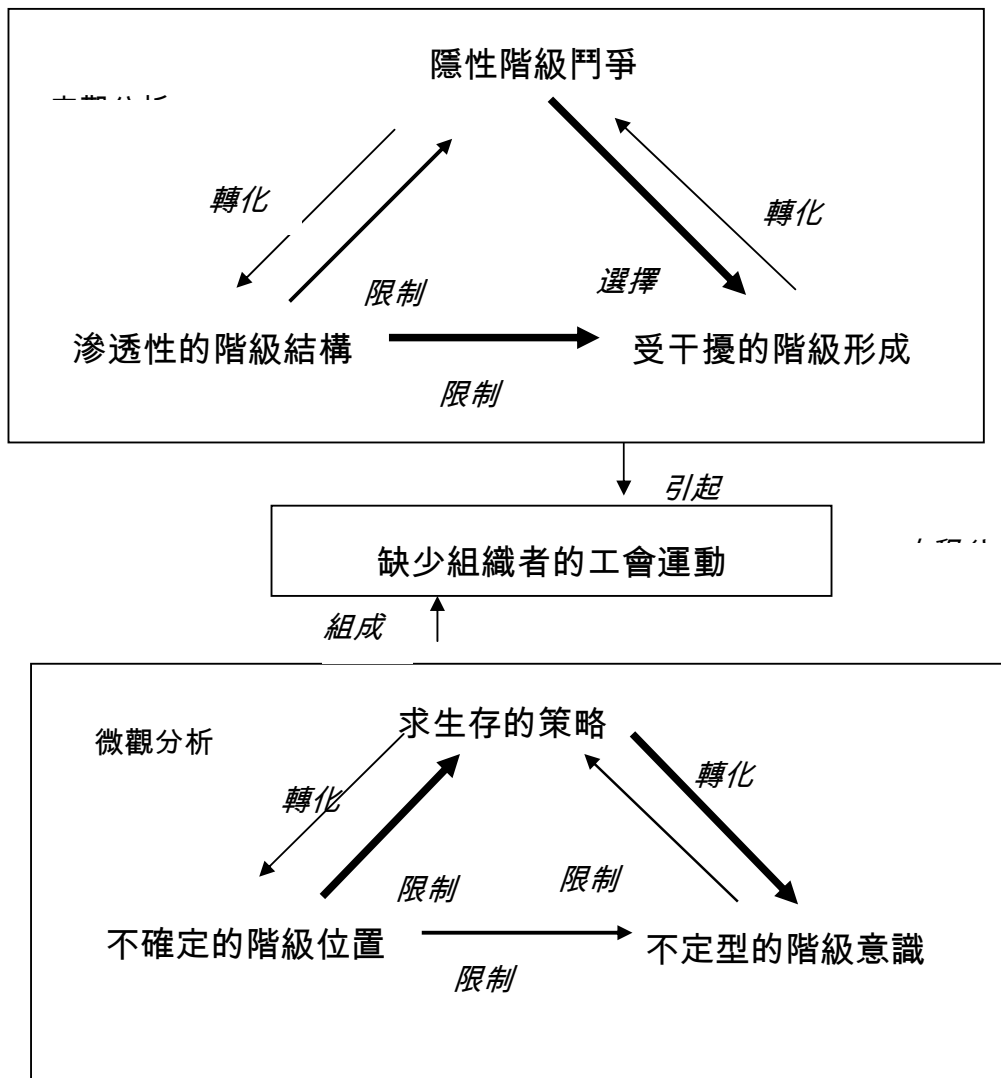 隱性階級鬥爭
轉化
轉化
限制
選擇
滲透性的階級結構
受干擾的階級形成
限制
引起
缺少組織者的工會運動
組成
求生存的策略
微觀分析
轉化
轉化
限制
限制
不確定的階級位置
不定型的階級意識
限制